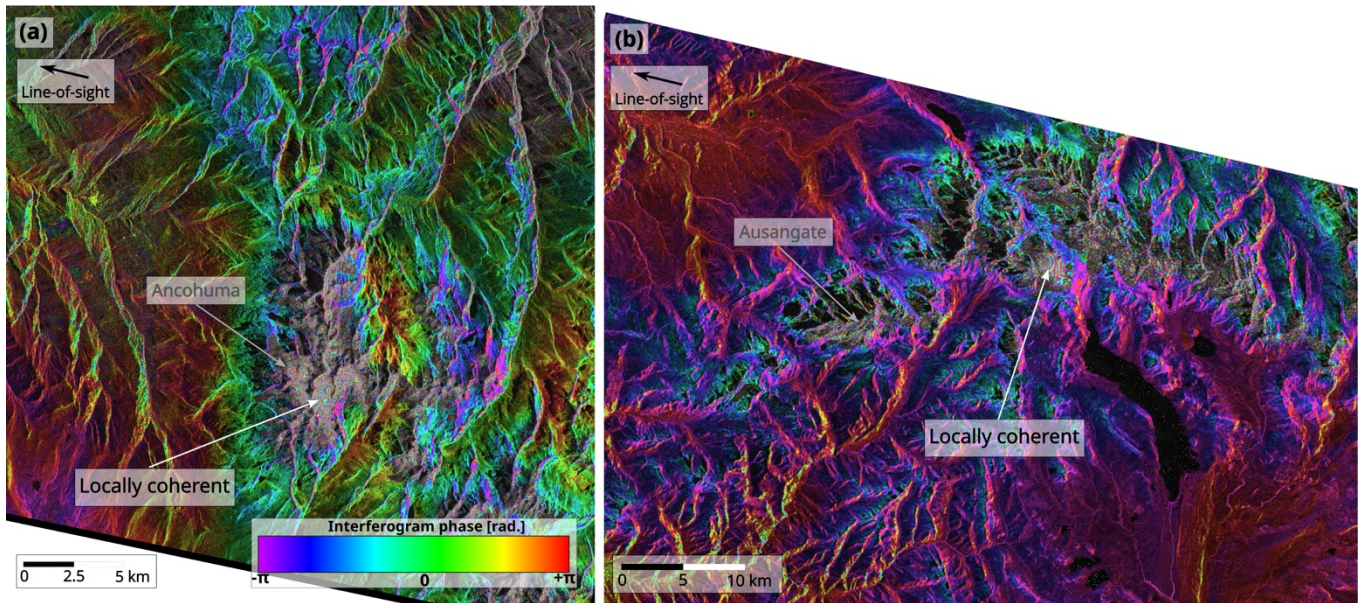 (a)
Line-of-sight
Ancohuma
Locally coherent
Interferogram phase [rad.]
-π 0 +π
0 2.5 5 km
(b)
Line-of-sight
Ausangate
Locally coherent
0 5 10 km